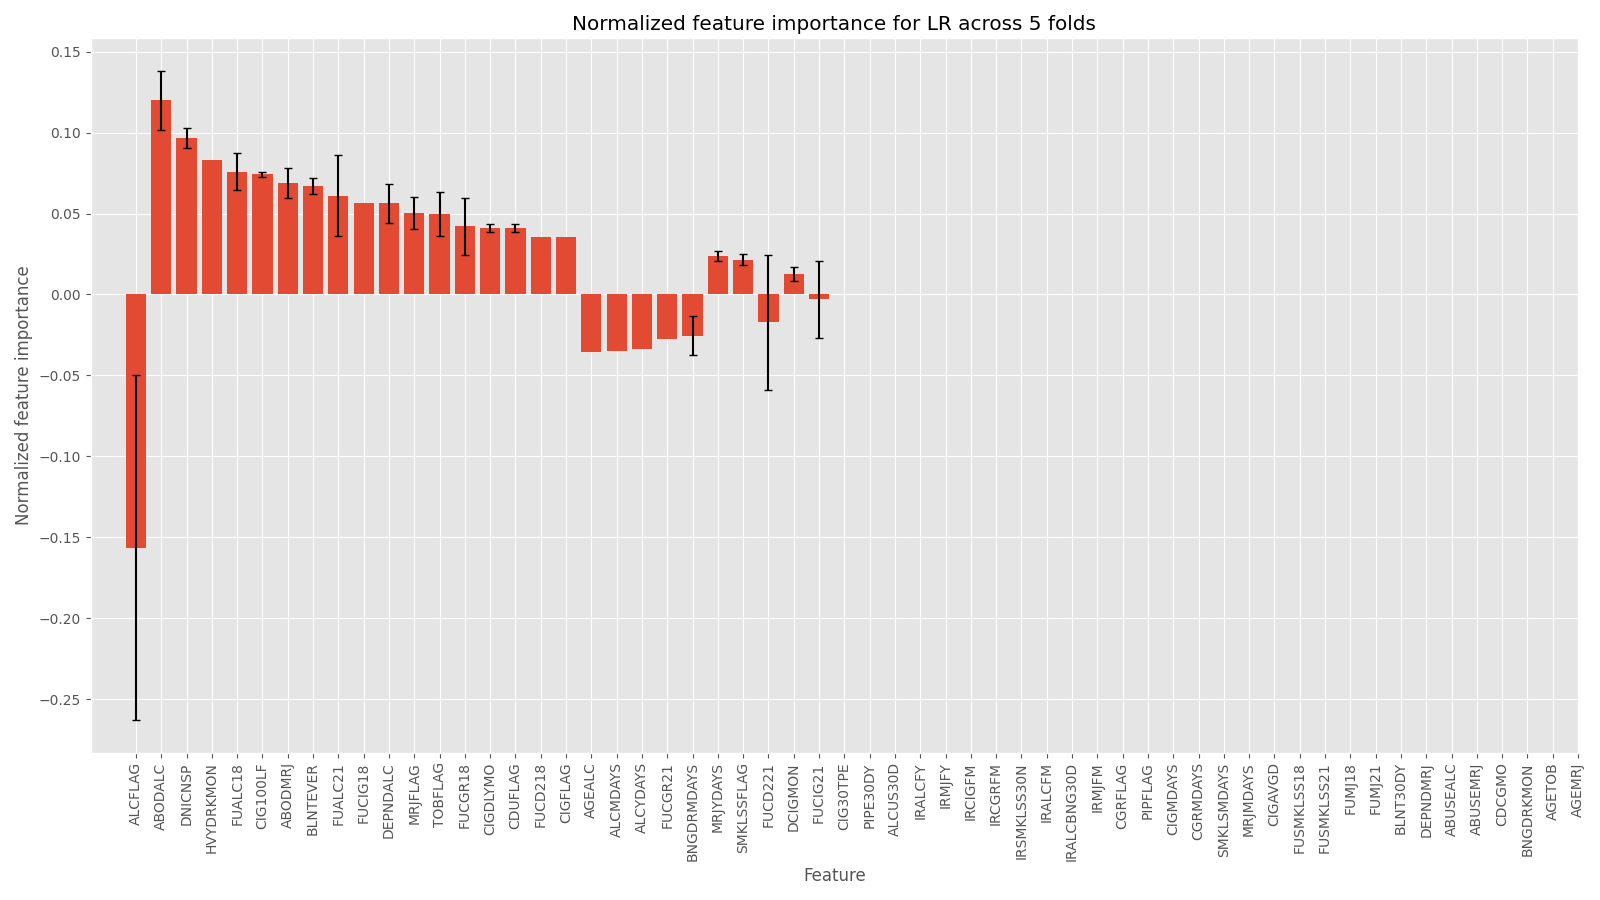 Normalized feature importance for LR across 5 folds
Normalized feature importance
0.15
0.10
0.05
0.00
−0.05
−0.10
−0.15
−0.20
−0.25
ALCFLAG
ABODALC
DNICNSP
HVYDRKMON
FUALC18
CIG100LF
ABODMRJ
BLNTEVER
FUALC21
FUCIG18
DEPNDALC
MRJFLAG
TOBFLAG
FUCGR18
CIGDLYMO
CDUFLAG
FUCD218
CIGFLAG
AGEALC
ALCMDAYS
ALCYDAYS
FUCGR21
BNGDRMDAYS
MRJYDAYS
SMKLSSFLAG
FUCD221
DCIGMON
FUCIG21
CIG30TPE
PIPE30DY
ALCUS30D
IRALCFY
IRMJFY
IRCIGFM
IRCGRFM
IRSMKLSS30N
IRALCFM
IRALCBNG30D
IRMJFM
CGRFLAG
PIPFLAG
CIGMDAYS
CGRMDAYS
SMKLSMDAYS
MRJMDAYS
CIGAVGD
FUSMKLSS18
FUSMKLSS21
FUMJ18
FUMJ21
BLNT30DY
DEPNDMRJ
ABUSEALC
ABUSEMRJ
CDCGMO
BNGDRKMON
AGETOB
AGEMRJ
Feature